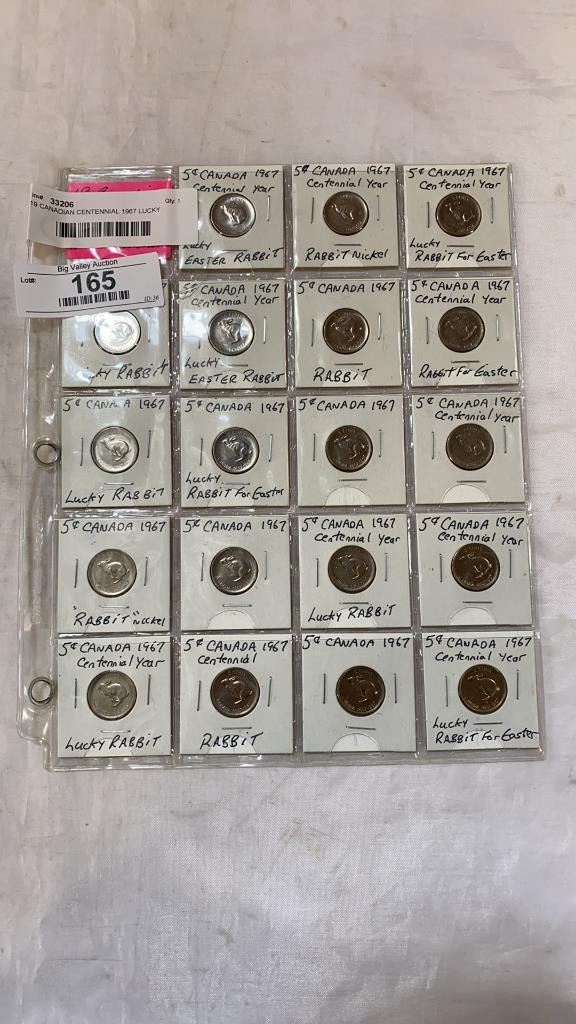 Inv# 33206 Qty: 1
19 CANADIAN CENTENNIAL 1967 LUCKY
Big Valley Auction
Lot#: 165
ID:36
5¢ CANADA 1967
Centennial Year
Lucky
EASTER RABBIT
5¢ CANADA 1967
Centennial Year
RABBIT Nickel
5¢ CANADA 1967
Centennial Year
Lucky
RABBIT For Easter
RABBIT
5¢ CANADA 1967
Centennial Year
Lucky
EASTER RABBIT
5¢ CANADA 1967
RABBIT
5¢ CANADA 1967
Centennial Year
RABBIT For Easter
5¢ CANADA 1967
Lucky RABBIT
5¢ CANADA 1967
Lucky
RABBIT For Easter
5¢ CANADA 1967
5¢ CANADA 1967
Centennial Year
5¢ CANADA 1967
"RABBIT" Nickel
5¢ CANADA 1967
5¢ CANADA 1967
Centennial Year
Lucky RABBIT
5¢ CANADA 1967
Centennial Year
5¢ CANADA 1967
Centennial Year
Lucky RABBIT
5¢ CANADA 1967
Centennial
RABBIT
5¢ CANADA 1967
5¢ CANADA 1967
Centennial Year
Lucky
RABBIT For Easter